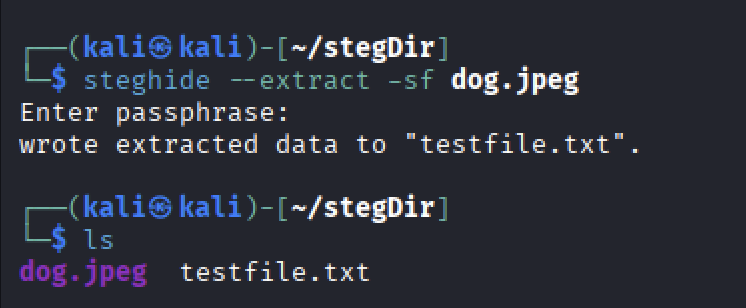 ┌──(kali㉿kali)-[~/stegDir]
└─$ steghide --extract -sf dog.jpeg
Enter passphrase:
wrote extracted data to "testfile.txt".
┌──(kali㉿kali)-[~/stegDir]
└─$ ls
dog.jpeg  testfile.txt